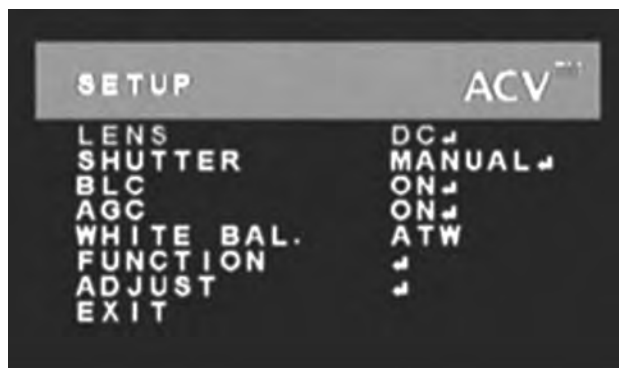 SETUP ACV
LENS DC↲
SHUTTER MANUAL↲
BLC ON↲
AGC ON↲
WHITE BAL. ATW
FUNCTION ↲
ADJUST ↲
EXIT